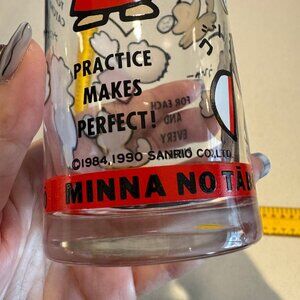 PRACTICE
MAKES
PERFECT!
FOR EACH
AND
EVERY
©1984,1990 SANRIO CO.,LTD.
MINNA NO TA